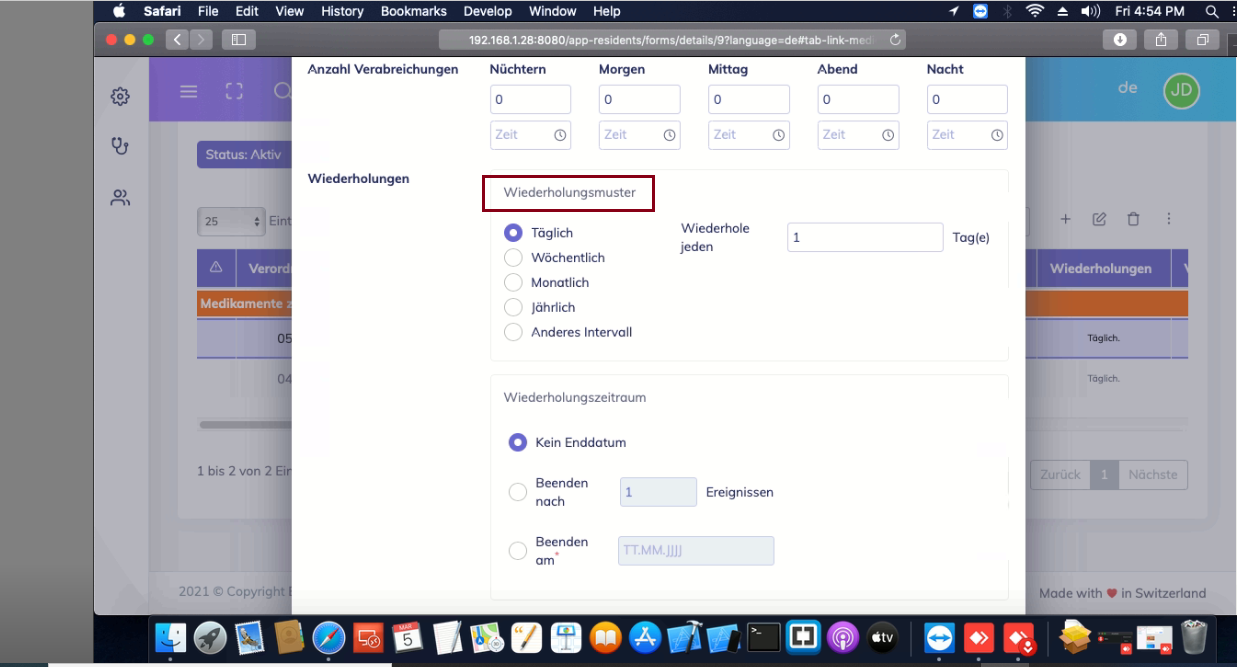 Safari File Edit View History Bookmarks Develop Window Help Fri 4:54 PM
192.168.1.28:8080/app-residents/forms/details/9?language=de#tab-link-med
de JD
Anzahl Verabreichungen Nüchtern Morgen Mittag Abend Nacht
0 0 0 0 0
Zeit Zeit Zeit Zeit Zeit
Status: Aktiv
Wiederholungen
Wiederholungsmuster
25 Eint
Täglich Wiederhole jeden 1 Tag(e)
Wöchentlich
Monatlich
Jährlich
Anderes Intervall
Verord Wiederholungen
Medikamente z
05 Täglich.
04 Täglich.
Wiederholungszeitraum
Kein Enddatum
1 bis 2 von 2 Ein Zurück 1 Nächste
Beenden nach 1 Ereignissen
Beenden am* TT.MM.JJJJ
2021 © Copyright Made with in Switzerland
MAR
5
tv